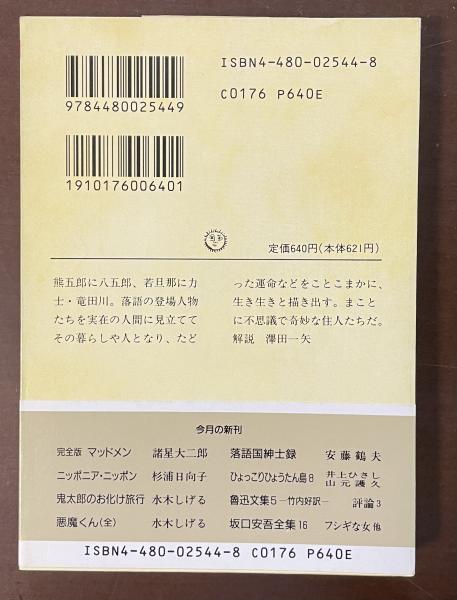 ISBN4-480-02544-8
C0176 P640E
9784480025449
1910176006401
定価640円(本体621円)
熊五郎に八五郎、若旦那に力
士・竜田川。落語の登場人物
たちを実在の人間に見立てて
その暮らしや人となり、たど
った運命などをことこまかに、
生き生きと描き出す。まこと
に不思議で奇妙な住人たちだ。
解説 澤田一矢
今月の新刊
完全版 マッドメン 諸星大二郎
ニッポニア・ニッポン 杉浦日向子
鬼太郎のお化け旅行 水木しげる
悪魔くん(全) 水木しげる
落語国紳士録 安藤鶴夫
ひょっこりひょうたん島8 井上ひさし 山元護久
魯迅文集5―竹内好訳― 評論3
坂口安吾全集16 フシギな女他
ISBN4-480-02544-8 C0176 P640E